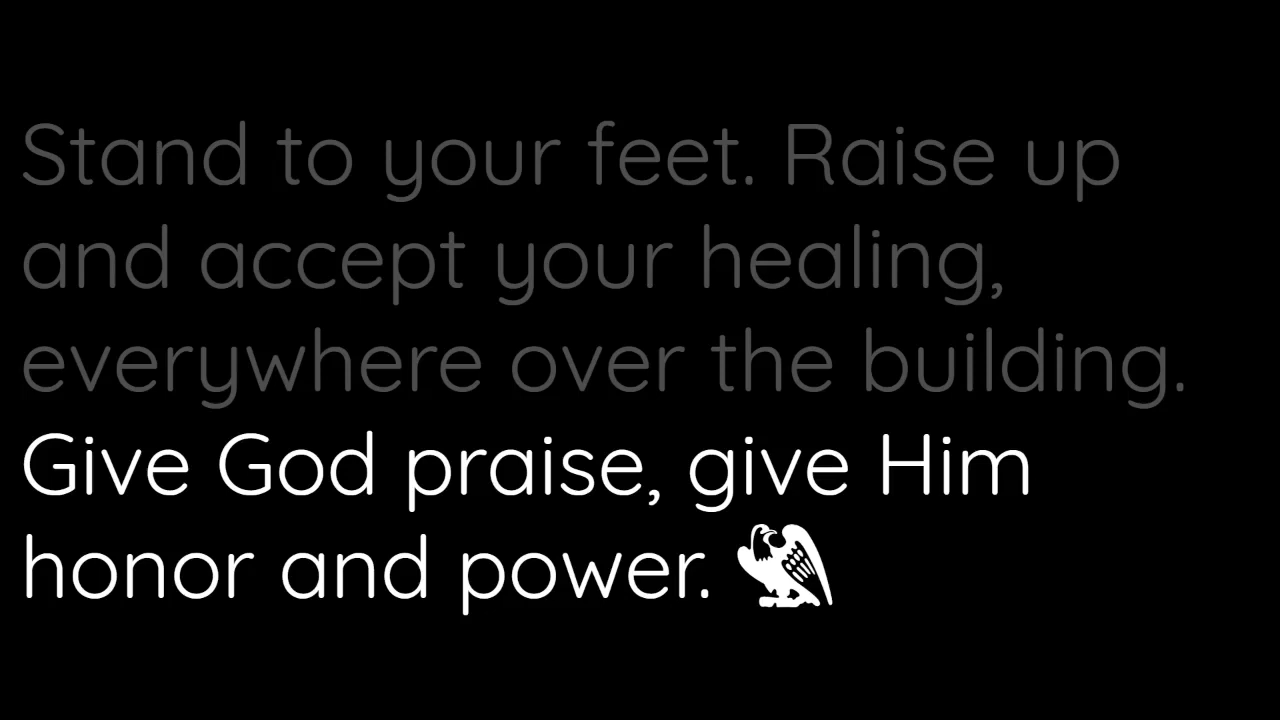 Stand to your feet. Raise up
and accept your healing,
everywhere over the building.
Give God praise, give Him
honor and power.